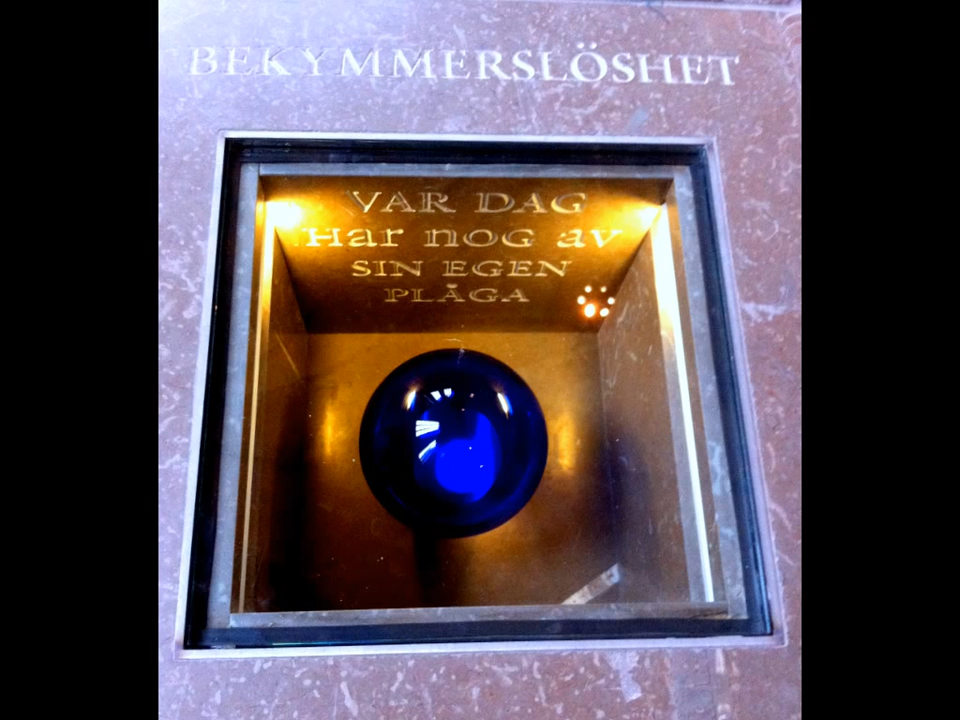 BEKYMMERSLÖSHET
VAR DAG
Har nog av
SIN EGEN
PLÅGA